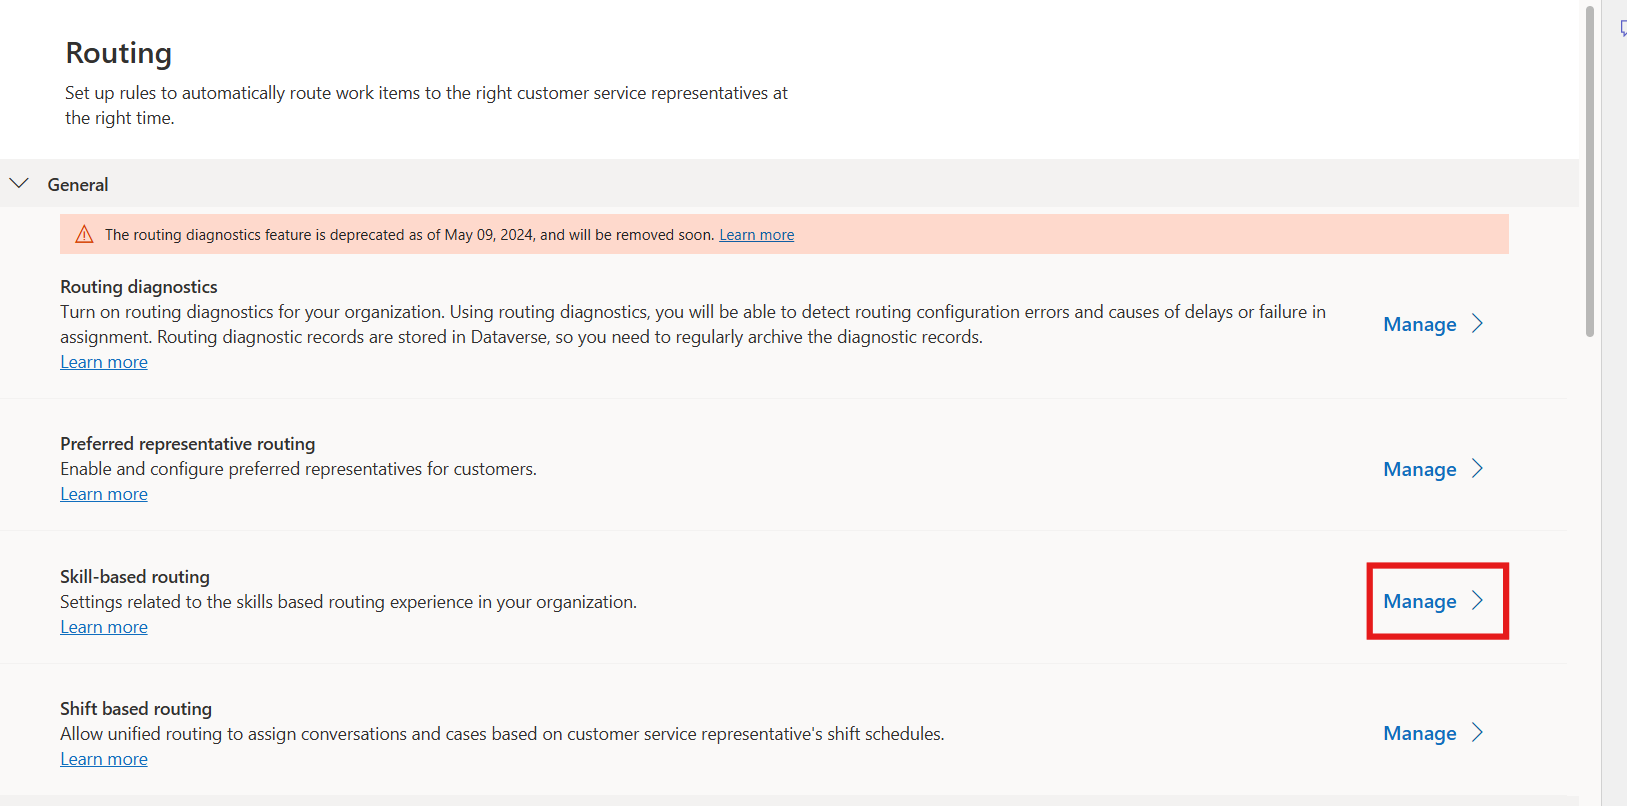 Routing
Set up rules to automatically route work items to the right customer service representatives at
the right time.
General
The routing diagnostics feature is deprecated as of May 09, 2024, and will be removed soon. Learn more
Routing diagnostics
Turn on routing diagnostics for your organization. Using routing diagnostics, you will be able to detect routing configuration errors and causes of delays or failure in
assignment. Routing diagnostic records are stored in Dataverse, so you need to regularly archive the diagnostic records.
Learn more
Manage
Preferred representative routing
Enable and configure preferred representatives for customers.
Learn more
Manage
Skill-based routing
Settings related to the skills based routing experience in your organization.
Learn more
Manage
Shift based routing
Allow unified routing to assign conversations and cases based on customer service representative's shift schedules.
Learn more
Manage